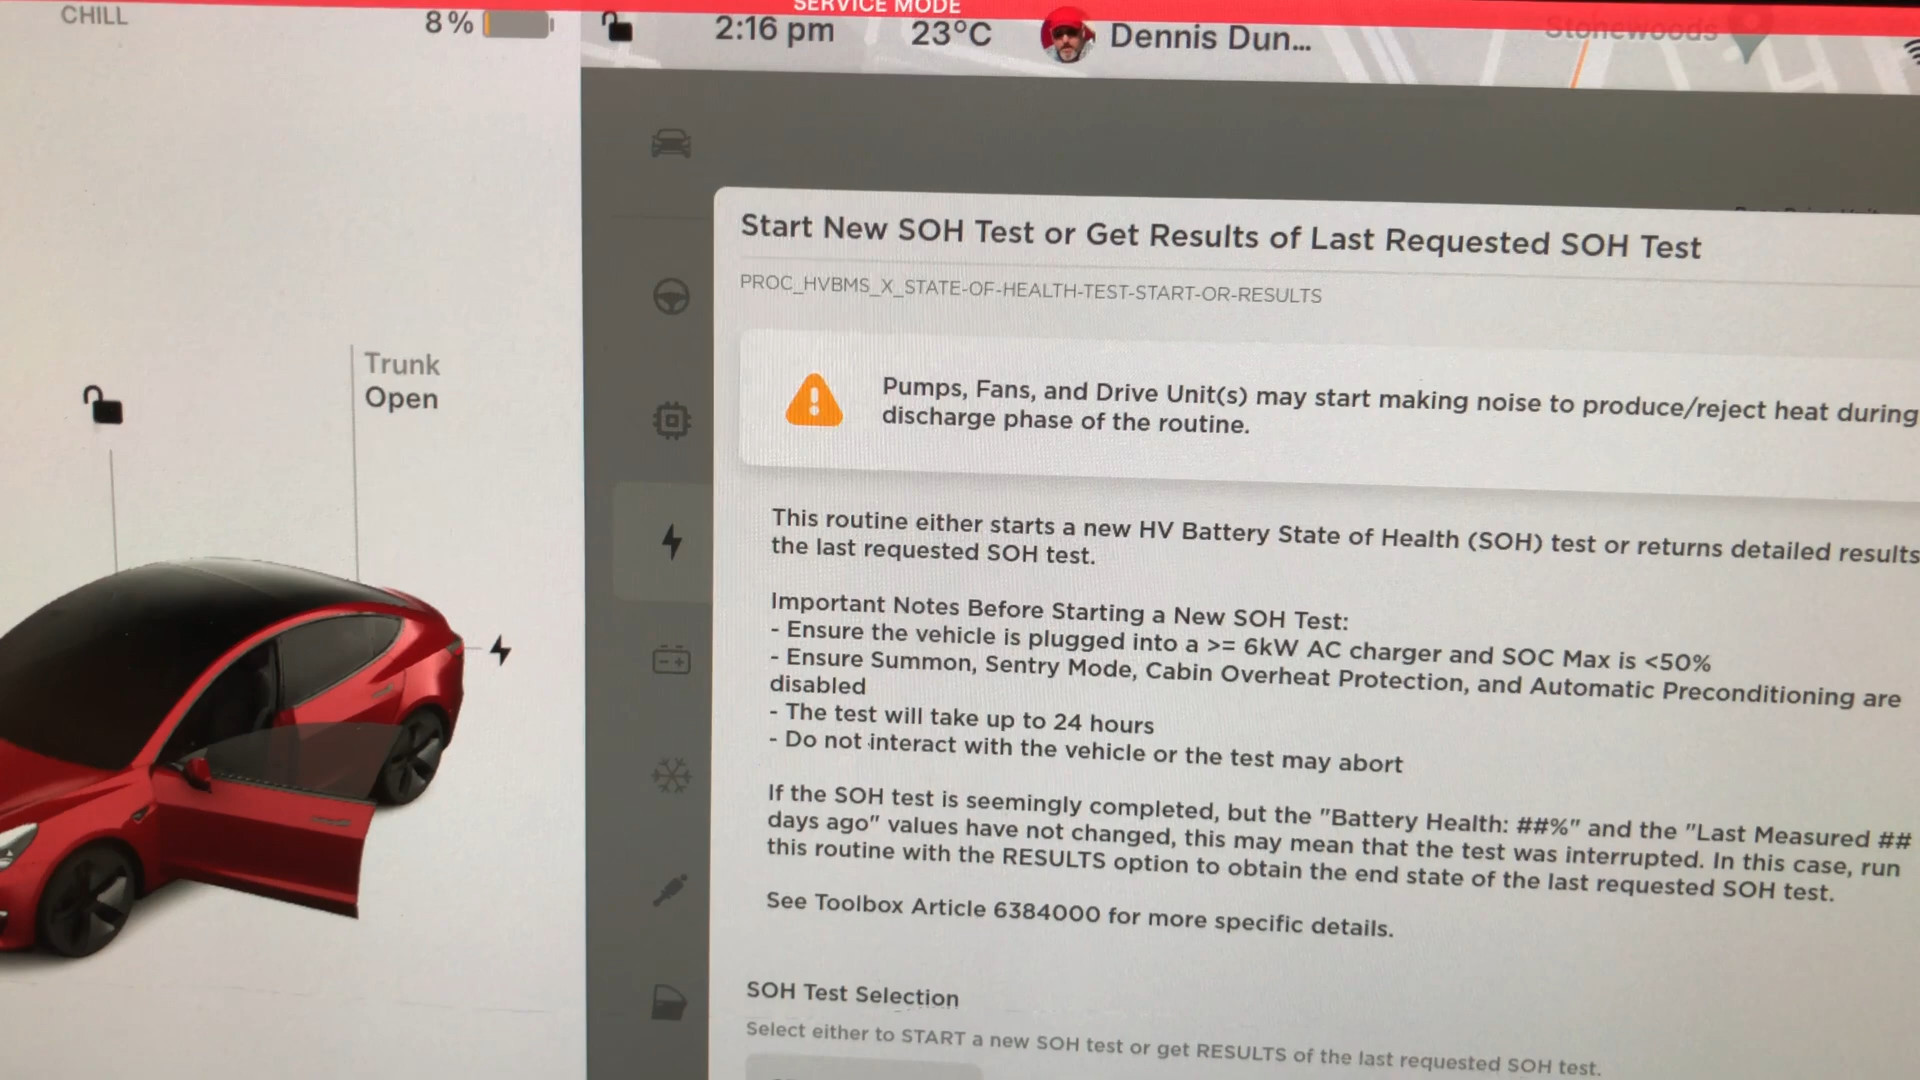 SERVICE MODE
CHILL
8%
2:16 pm
23°C
Dennis Dun...
Stonewoods
Start New SOH Test or Get Results of Last Requested SOH Test
PROC_HVBMS_X_STATE-OF-HEALTH-TEST-START-OR-RESULTS
Trunk
Open
Pumps, Fans, and Drive Unit(s) may start making noise to produce/reject heat during
discharge phase of the routine.
This routine either starts a new HV Battery State of Health (SOH) test or returns detailed results
the last requested SOH test.
Important Notes Before Starting a New SOH Test:
- Ensure the vehicle is plugged into a >= 6kW AC charger and SOC Max is <50%
- Ensure Summon, Sentry Mode, Cabin Overheat Protection, and Automatic Preconditioning are
disabled
- The test will take up to 24 hours
- Do not interact with the vehicle or the test may abort
If the SOH test is seemingly completed, but the "Battery Health: ##%" and the "Last Measured ##
days ago" values have not changed, this may mean that the test was interrupted. In this case, run
this routine with the RESULTS option to obtain the end state of the last requested SOH test.
See Toolbox Article 6384000 for more specific details.
SOH Test Selection
Select either to START a new SOH test or get RESULTS of the last requested SOH test.